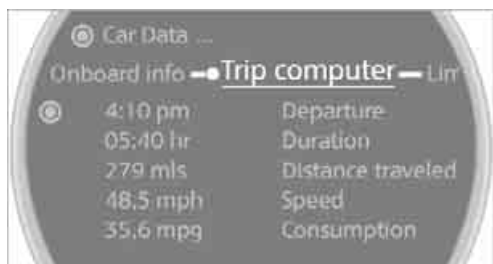 Car Data ...
Onboard info Trip computer Lim
4:10 pm Departure
05:40 hr Duration
279 mls Distance traveled
48.5 mph Speed
35.6 mpg Consumption